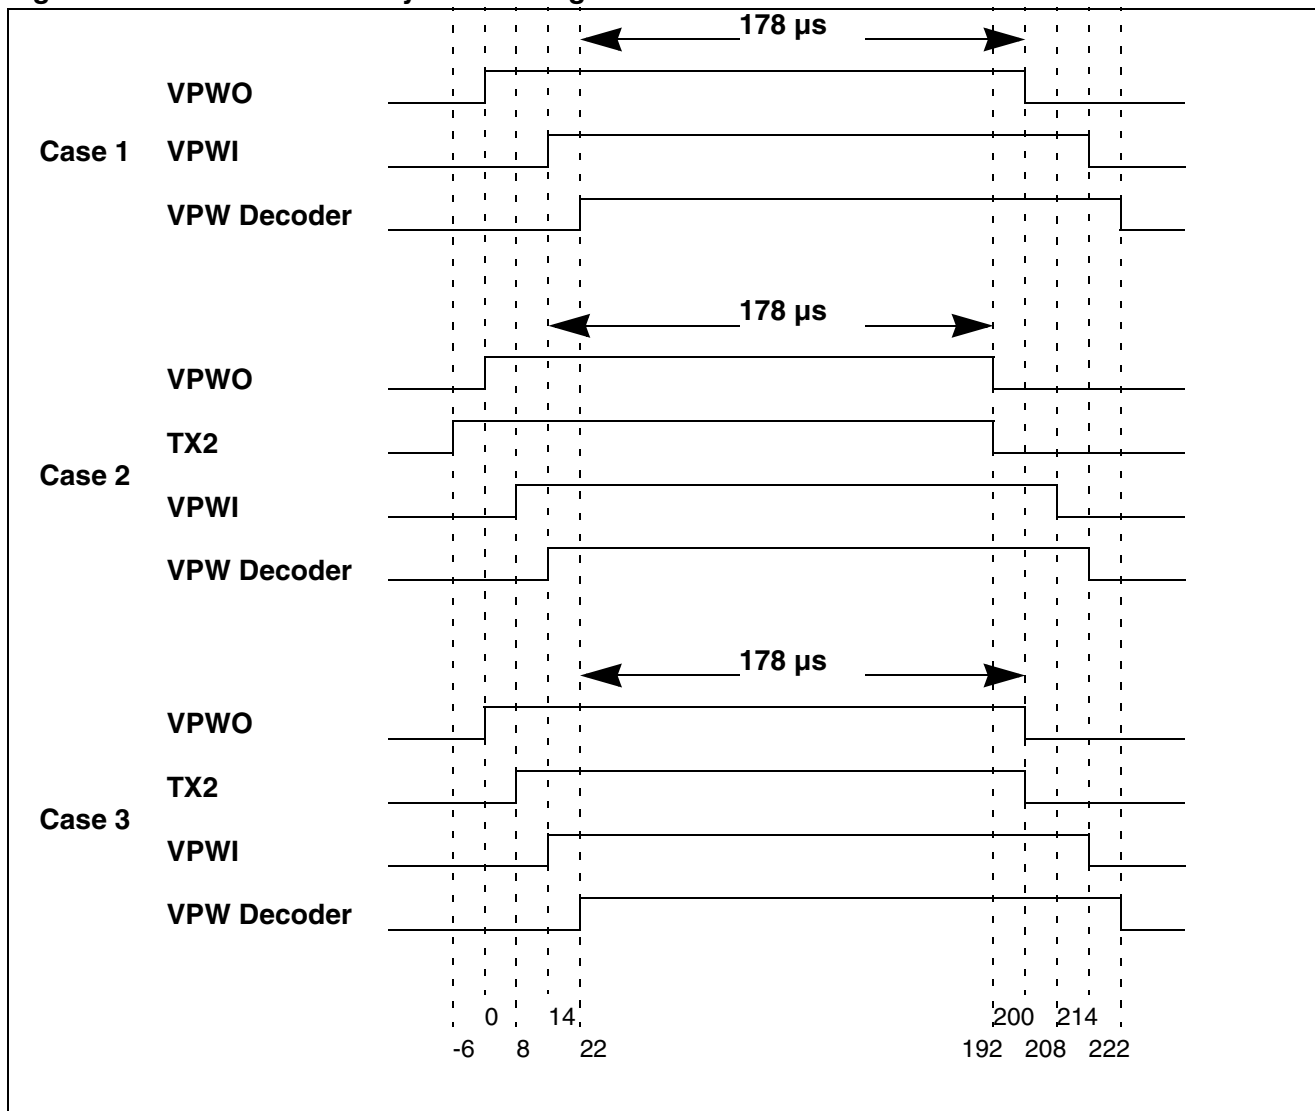 178 µs
VPWO
Case 1 VPWI
VPW Decoder
178 µs
VPWO
TX2
Case 2
VPWI
VPW Decoder
178 µs
VPWO
TX2
Case 3
VPWI
VPW Decoder
0 14 200 214
-6 8 22 192 208 222